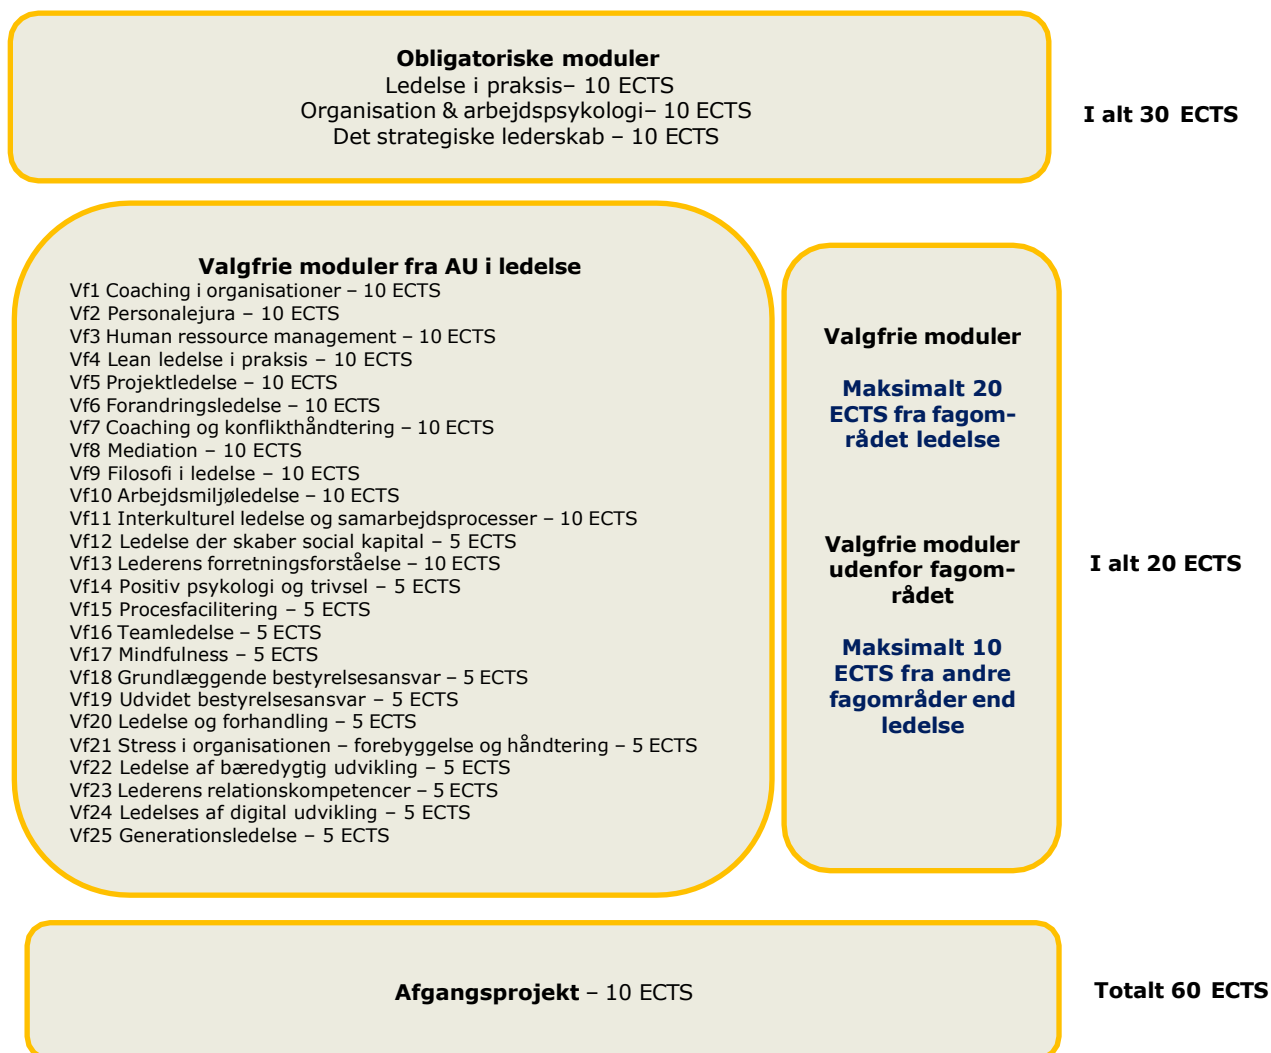 Obligatoriske moduler
Ledelse i praksis– 10 ECTS
Organisation & arbejdspsykologi– 10 ECTS
Det strategiske lederskab – 10 ECTS
I alt 30 ECTS
Valgfrie moduler fra AU i ledelse
Vf1 Coaching i organisationer – 10 ECTS
Vf2 Personalejura – 10 ECTS
Vf3 Human ressource management – 10 ECTS
Vf4 Lean ledelse i praksis – 10 ECTS
Vf5 Projektledelse – 10 ECTS
Vf6 Forandringsledelse – 10 ECTS
Vf7 Coaching og konflikthåndtering – 10 ECTS
Vf8 Mediation – 10 ECTS
Vf9 Filosofi i ledelse – 10 ECTS
Vf10 Arbejdsmiljøledelse – 10 ECTS
Vf11 Interkulturel ledelse og samarbejdsprocesser – 10 ECTS
Vf12 Ledelse der skaber social kapital – 5 ECTS
Vf13 Lederens forretningsforståelse – 10 ECTS
Vf14 Positiv psykologi og trivsel – 5 ECTS
Vf15 Procesfacilitering – 5 ECTS
Vf16 Teamledelse – 5 ECTS
Vf17 Mindfulness – 5 ECTS
Vf18 Grundlæggende bestyrelsesansvar – 5 ECTS
Vf19 Udvidet bestyrelsesansvar – 5 ECTS
Vf20 Ledelse og forhandling – 5 ECTS
Vf21 Stress i organisationen – forebyggelse og håndtering – 5 ECTS
Vf22 Ledelse af bæredygtig udvikling – 5 ECTS
Vf23 Lederens relationskompetencer – 5 ECTS
Vf24 Ledelses af digital udvikling – 5 ECTS
Vf25 Generationsledelse – 5 ECTS
Valgfrie moduler
Maksimalt 20
ECTS fra fagom-
rådet ledelse
Valgfrie moduler
udenfor fagom-
rådet
Maksimalt 10
ECTS fra andre
fagområder end
ledelse
I alt 20 ECTS
Afgangsprojekt – 10 ECTS
Totalt 60 ECTS